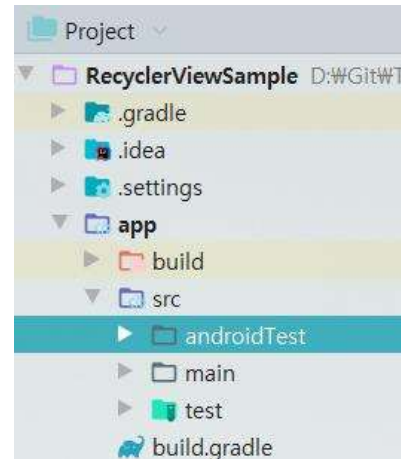 Project
RecyclerViewSample D:₩Git₩T
.gradle
.idea
.settings
app
build
src
androidTest
main
test
build.gradle